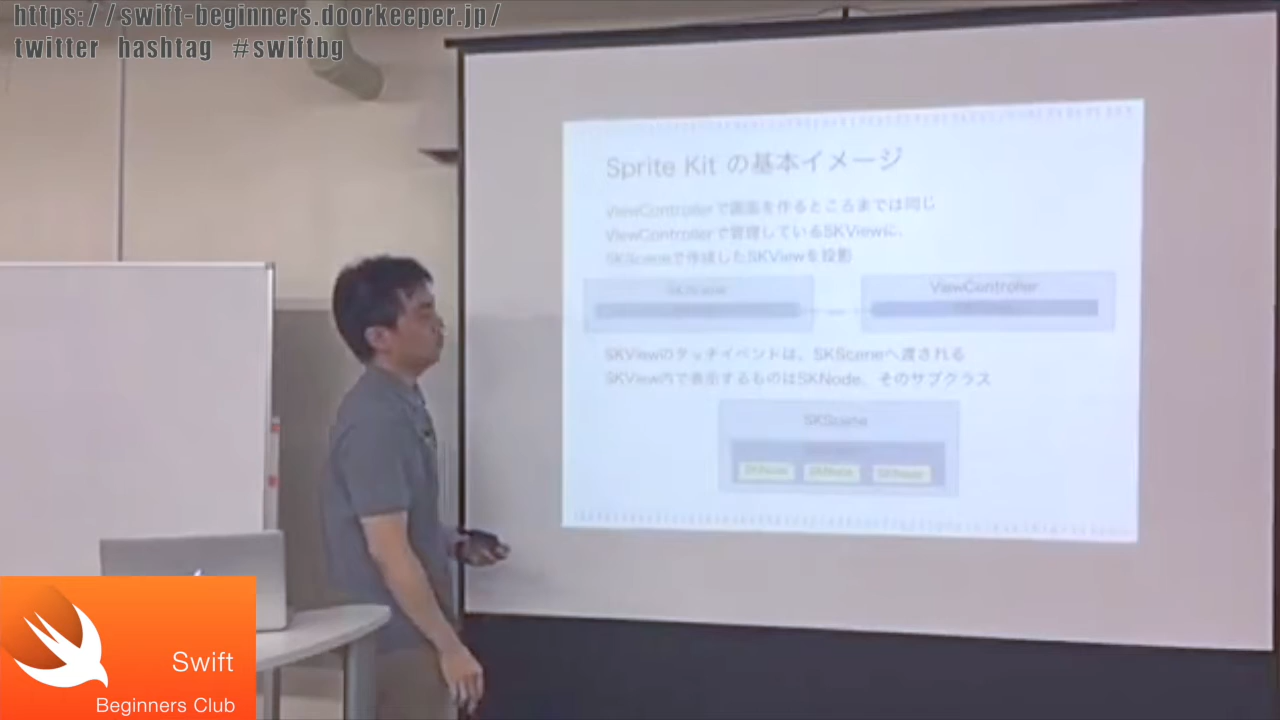 https://swift-beginners.doorkeeper.jp/
twitter hashtag #swiftbg
Sprite Kit の基本イメージ
ViewControllerで画面を作るところまでは同じ
ViewControllerで管理しているSKViewに、
SKSceneで作成したSKViewを投影
SKScene
ViewController
SKViewのタッチイベントは、SKSceneへ渡される
SKView内で表示するものはSKNode、そのサブクラス
SKScene
SKNode SKNode SKNode
Swift
Beginners Club